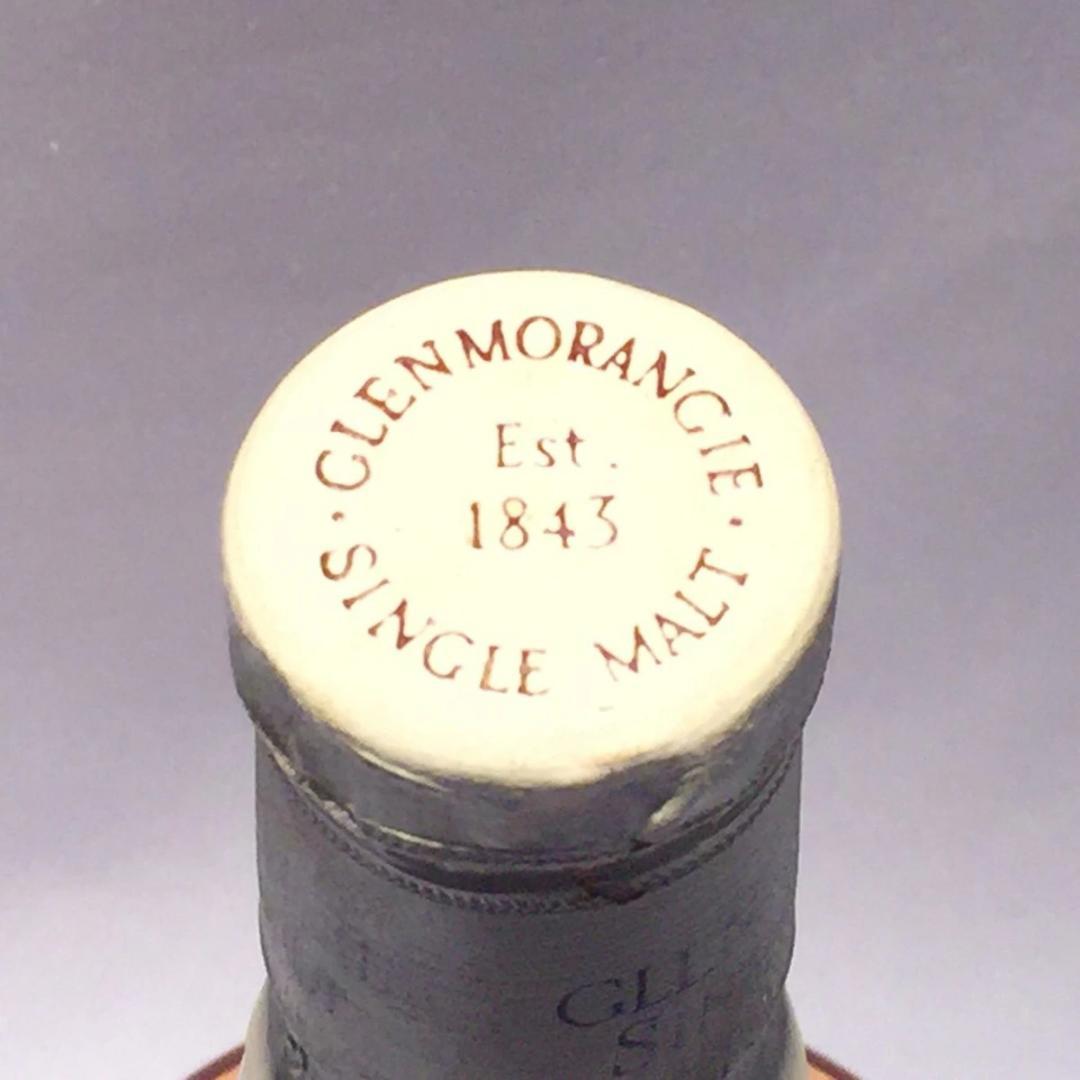 GLENMORANGIE
Est.
1843
· SINGLE MALT ·